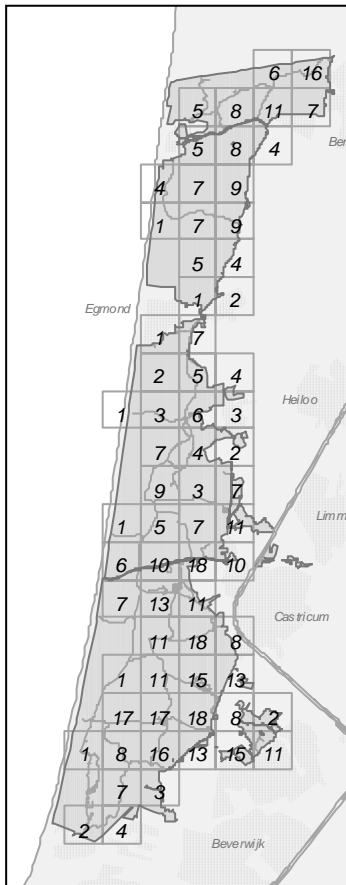 6 16
5 8 11 7
Ber
5 8 4
4 7 9
1 7 9
5 4
1 2
Egmond
1 7
2 5 4
Heiloo
1 3 6 3
7 4 2
9 3 7
Limm
1 5 7 11
6 10 18 10
7 13 11
Castricum
11 18 8
1 11 15 13
17 17 18 8 2
1 8 16 13 15 11
7 3
2 4
Beverwijk